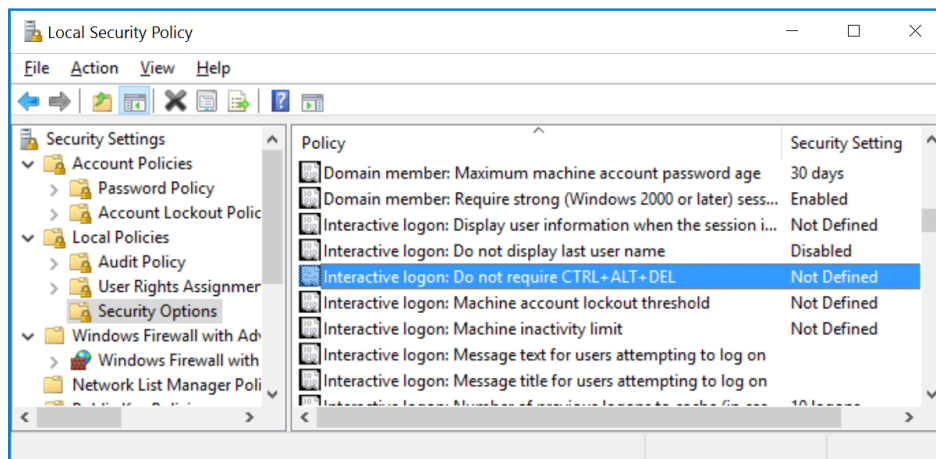 Local Security Policy
File Action View Help
Security Settings
Account Policies
Password Policy
Account Lockout Polic
Local Policies
Audit Policy
User Rights Assignmer
Security Options
Windows Firewall with Adv
Windows Firewall with
Network List Manager Poli
Policy Security Setting
Domain member: Maximum machine account password age 30 days
Domain member: Require strong (Windows 2000 or later) sess... Enabled
Interactive logon: Display user information when the session i... Not Defined
Interactive logon: Do not display last user name Disabled
Interactive logon: Do not require CTRL+ALT+DEL Not Defined
Interactive logon: Machine account lockout threshold Not Defined
Interactive logon: Machine inactivity limit Not Defined
Interactive logon: Message text for users attempting to log on
Interactive logon: Message title for users attempting to log on